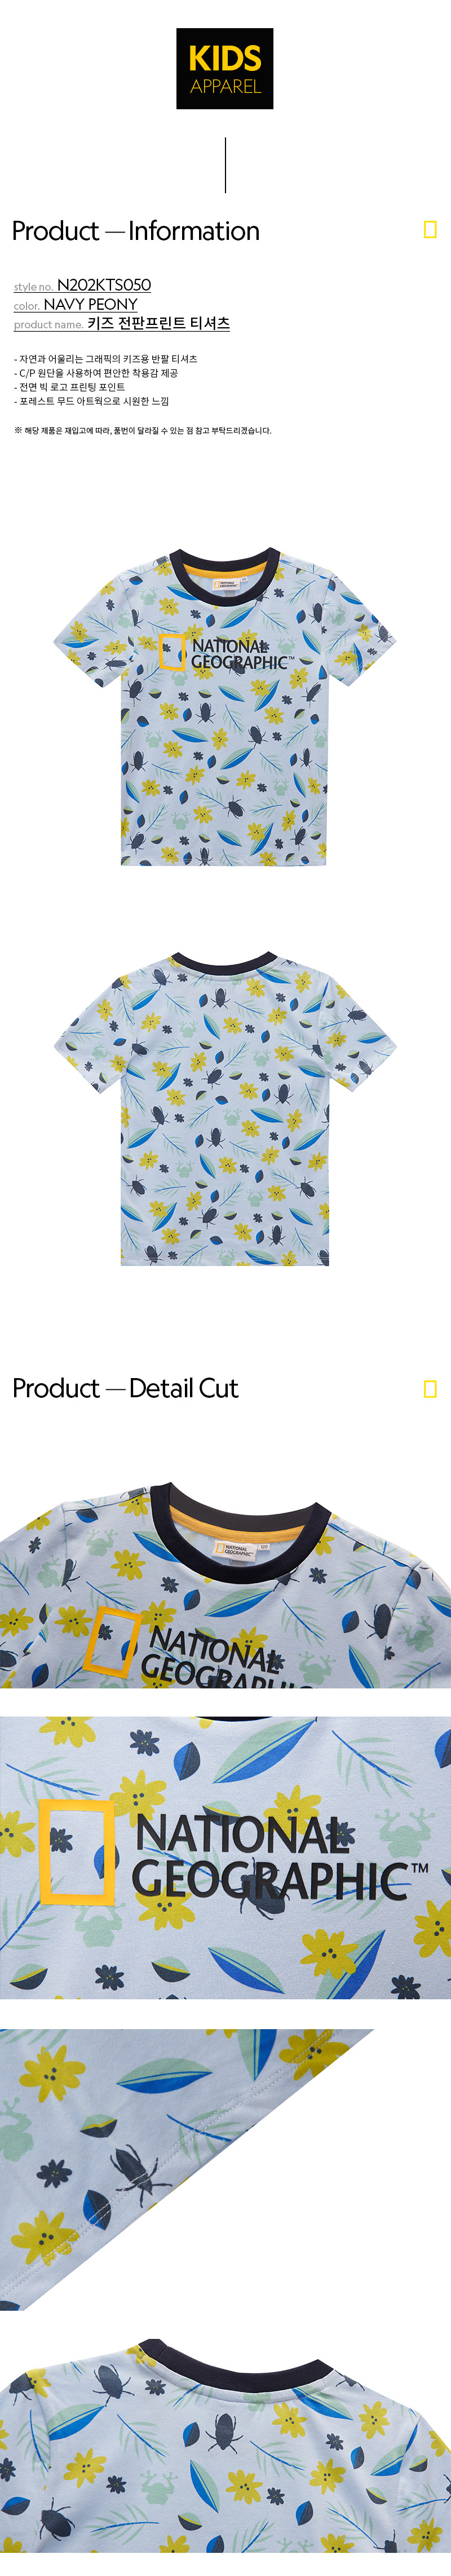 KIDS
APPAREL
Product — Information
style no. N202KTS050
color. NAVY PEONY
product name. 키즈 전판프린트 티셔츠
- 자연과 어울리는 그래픽의 키즈용 반팔 티셔츠
- C/P 원단을 사용하여 편안한 착용감 제공
- 전면 빅 로고 프린팅 포인트
- 포레스트 무드 아트웍으로 시원한 느낌
※ 해당 제품은 재입고에 따라, 품번이 달라질 수 있는 점 참고 부탁드리겠습니다.
NATIONAL
GEOGRAPHIC
NATIONAL
GEOGRAPHIC™
Product — Detail Cut
NATIONAL
GEOGRAPHIC
120
NATIONAL
GEOGRAPHIC
NATIONAL
GEOGRAPHIC™